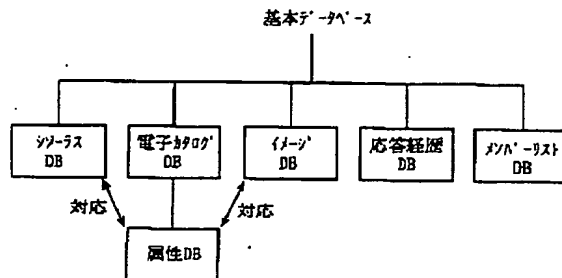 基本ﾃﾞｰﾀﾍﾞｰｽ
ｼｿｰﾗｽ
DB
電子ｶﾀﾛｸﾞ
DB
ｲﾒｰｼﾞ
DB
応答経歴
DB
ﾒﾝﾊﾞｰﾘｽﾄ
DB
対応
対応
属性DB